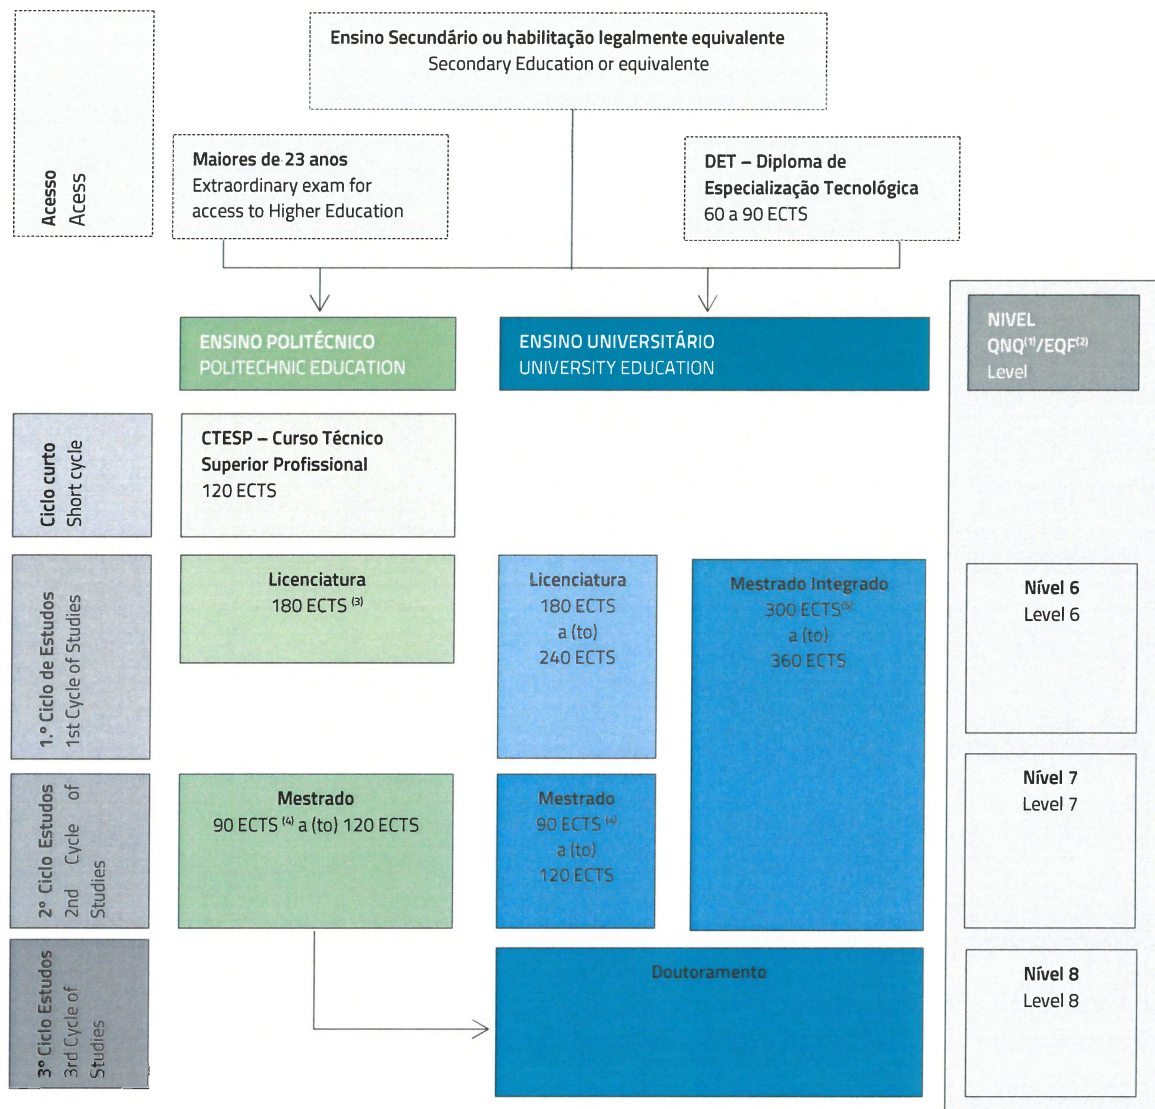 Ensino Secundário ou habilitação legalmente equivalente
Secondary Education or equivalente
Acesso
Acess
Maiores de 23 anos
Extraordinary exam for
access to Higher Education
DET – Diploma de
Especialização Tecnológica
60 a 90 ECTS
ENSINO POLITÉCNICO
POLITECHNIC EDUCATION
ENSINO UNIVERSITÁRIO
UNIVERSITY EDUCATION
NIVEL
QNQ(1)/EQF(2)
Level
Ciclo curto
Short cycle
CTESP – Curso Técnico
Superior Profissional
120 ECTS
1.º Ciclo de Estudos
1st Cycle of Studies
Licenciatura
180 ECTS (3)
Licenciatura
180 ECTS
a (to)
240 ECTS
Mestrado Integrado
300 ECTS(5)
a (to)
360 ECTS
Nível 6
Level 6
2º Ciclo Estudos
2nd Cycle of
Studies
Mestrado
90 ECTS (4) a (to) 120 ECTS
Mestrado
90 ECTS (4)
a (to)
120 ECTS
Nível 7
Level 7
3º Ciclo Estudos
3rd Cycle of
Studies
Doutoramento
Nível 8
Level 8